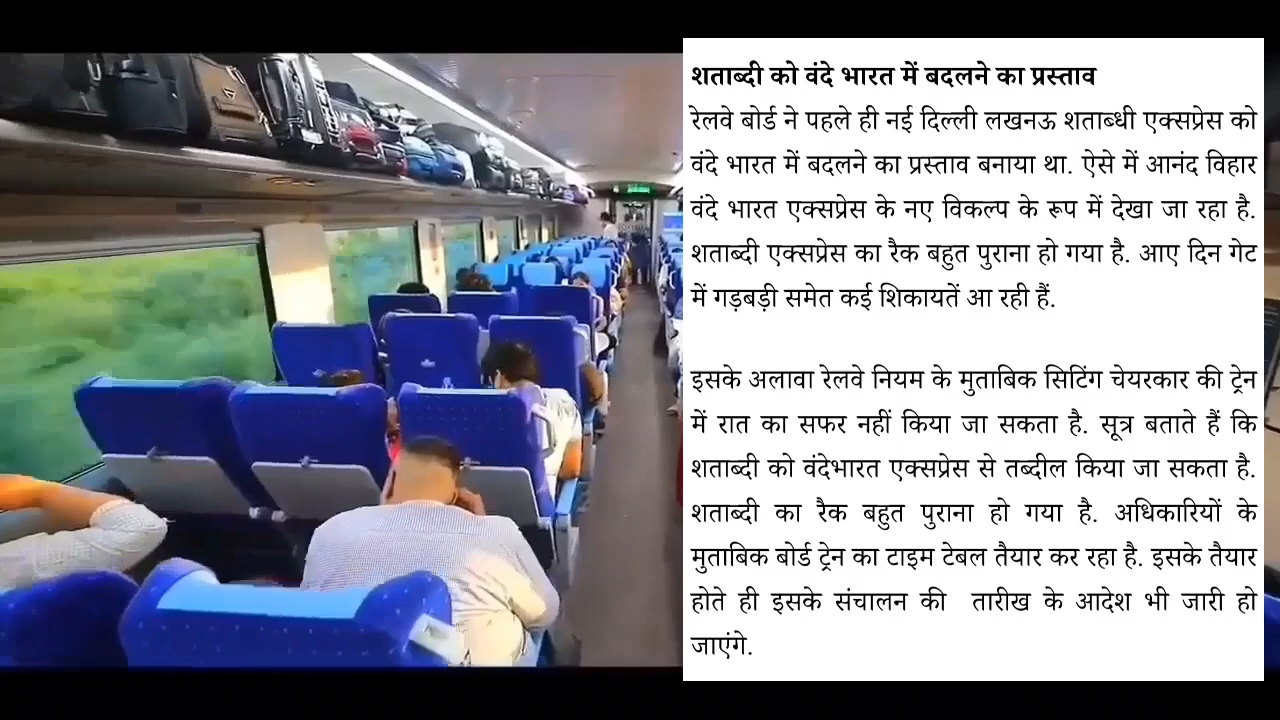 शताब्दी को वंदे भारत में बदलने का प्रस्ताव
रेलवे बोर्ड ने पहले ही नई दिल्ली लखनऊ शताब्धी एक्सप्रेस को
वंदे भारत में बदलने का प्रस्ताव बनाया था. ऐसे में आनंद विहार
वंदे भारत एक्सप्रेस के नए विकल्प के रूप में देखा जा रहा है.
शताब्दी एक्सप्रेस का रैक बहुत पुराना हो गया है. आए दिन गेट
में गड़बड़ी समेत कई शिकायतें आ रही हैं.
इसके अलावा रेलवे नियम के मुताबिक सिटिंग चेयरकार की ट्रेन
में रात का सफर नहीं किया जा सकता है. सूत्र बताते हैं कि
शताब्दी को वंदेभारत एक्सप्रेस से तब्दील किया जा सकता है.
शताब्दी का रैक बहुत पुराना हो गया है. अधिकारियों के
मुताबिक बोर्ड ट्रेन का टाइम टेबल तैयार कर रहा है. इसके तैयार
होते ही इसके संचालन की तारीख के आदेश भी जारी हो
जाएंगे.